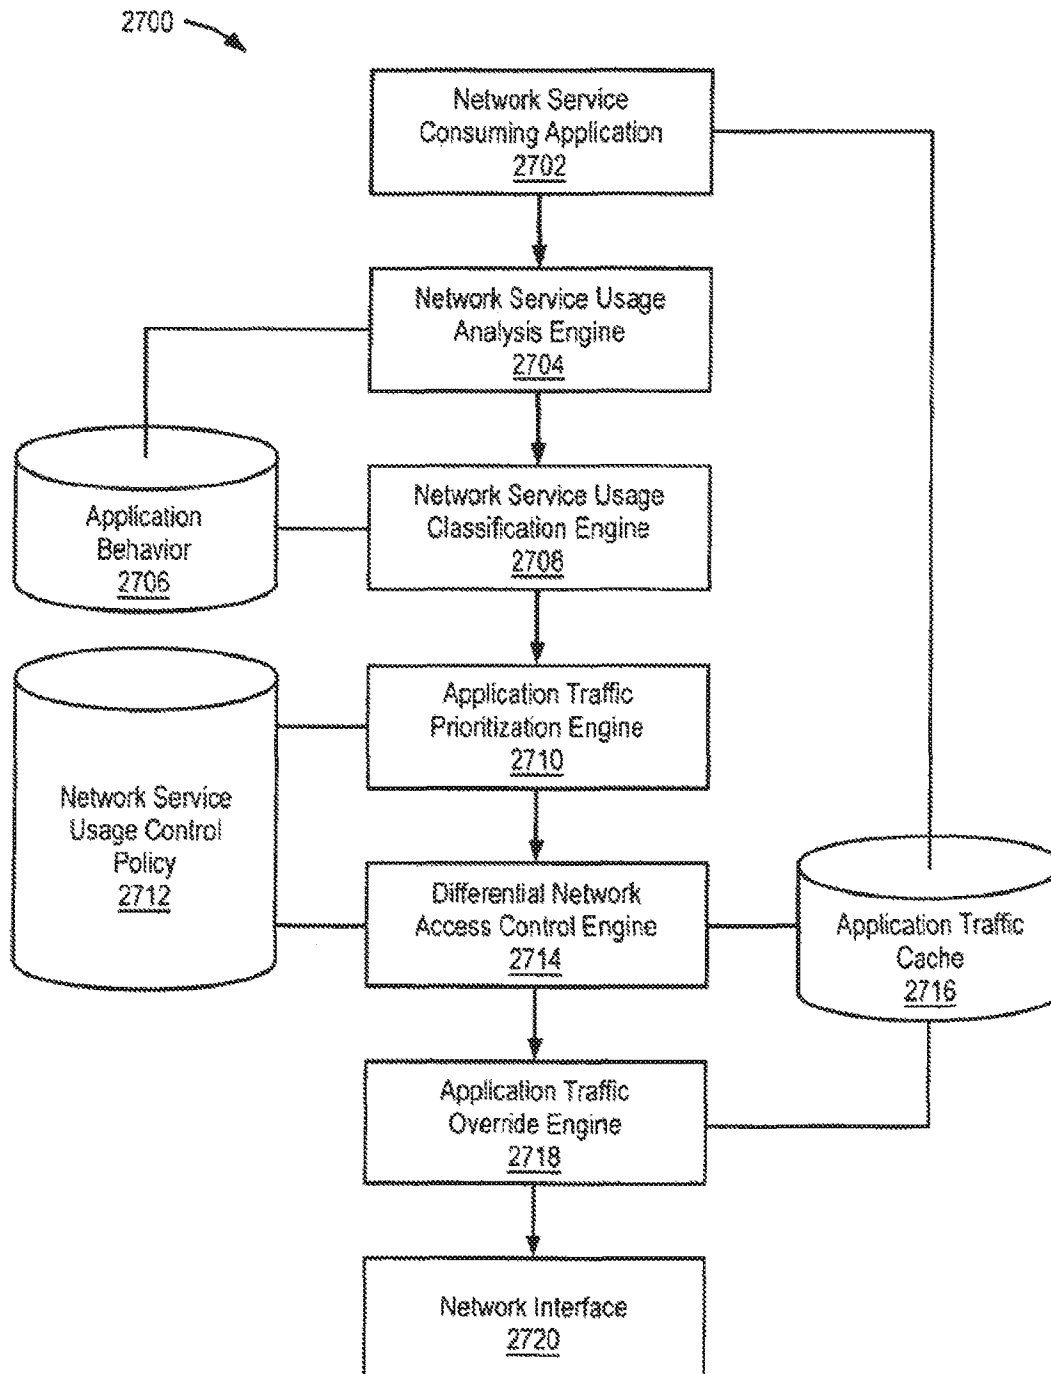 2700
Network Service
Consuming Application
2702
Network Service Usage
Analysis Engine
2704
Application
Behavior
2706
Network Service Usage
Classification Engine
2708
Application Traffic
Prioritization Engine
2710
Network Service
Usage Control
Policy
2712
Differential Network
Access Control Engine
2714
Application Traffic
Cache
2716
Application Traffic
Override Engine
2718
Network Interface
2720